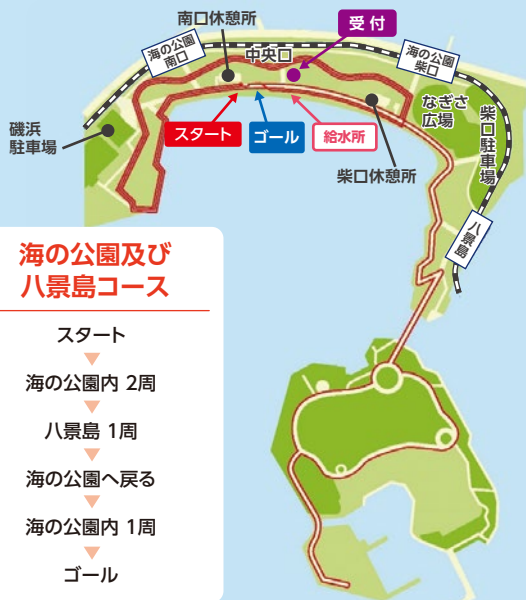 南口休憩所
受付
海の公園
南口
中央口
海の公園
柴口
なぎさ
広場
柴口駐車場
磯浜
駐車場
スタート
ゴール
給水所
柴口休憩所
八景島
海の公園及び
八景島コース
スタート
海の公園内 2周
八景島 1周
海の公園へ戻る
海の公園内 1周
ゴール